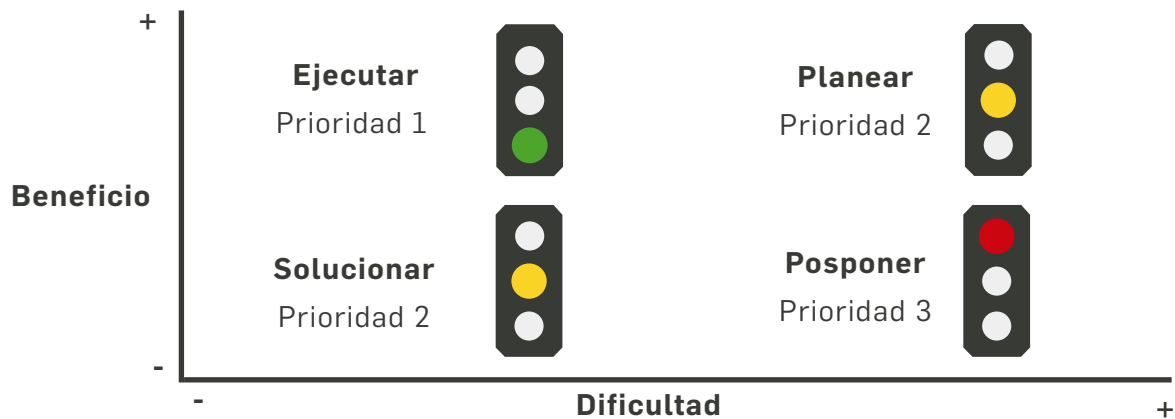 +
Ejecutar
Prioridad 1
Planear
Prioridad 2
Beneficio
Solucionar
Prioridad 2
Posponer
Prioridad 3
-
-
Dificultad
+